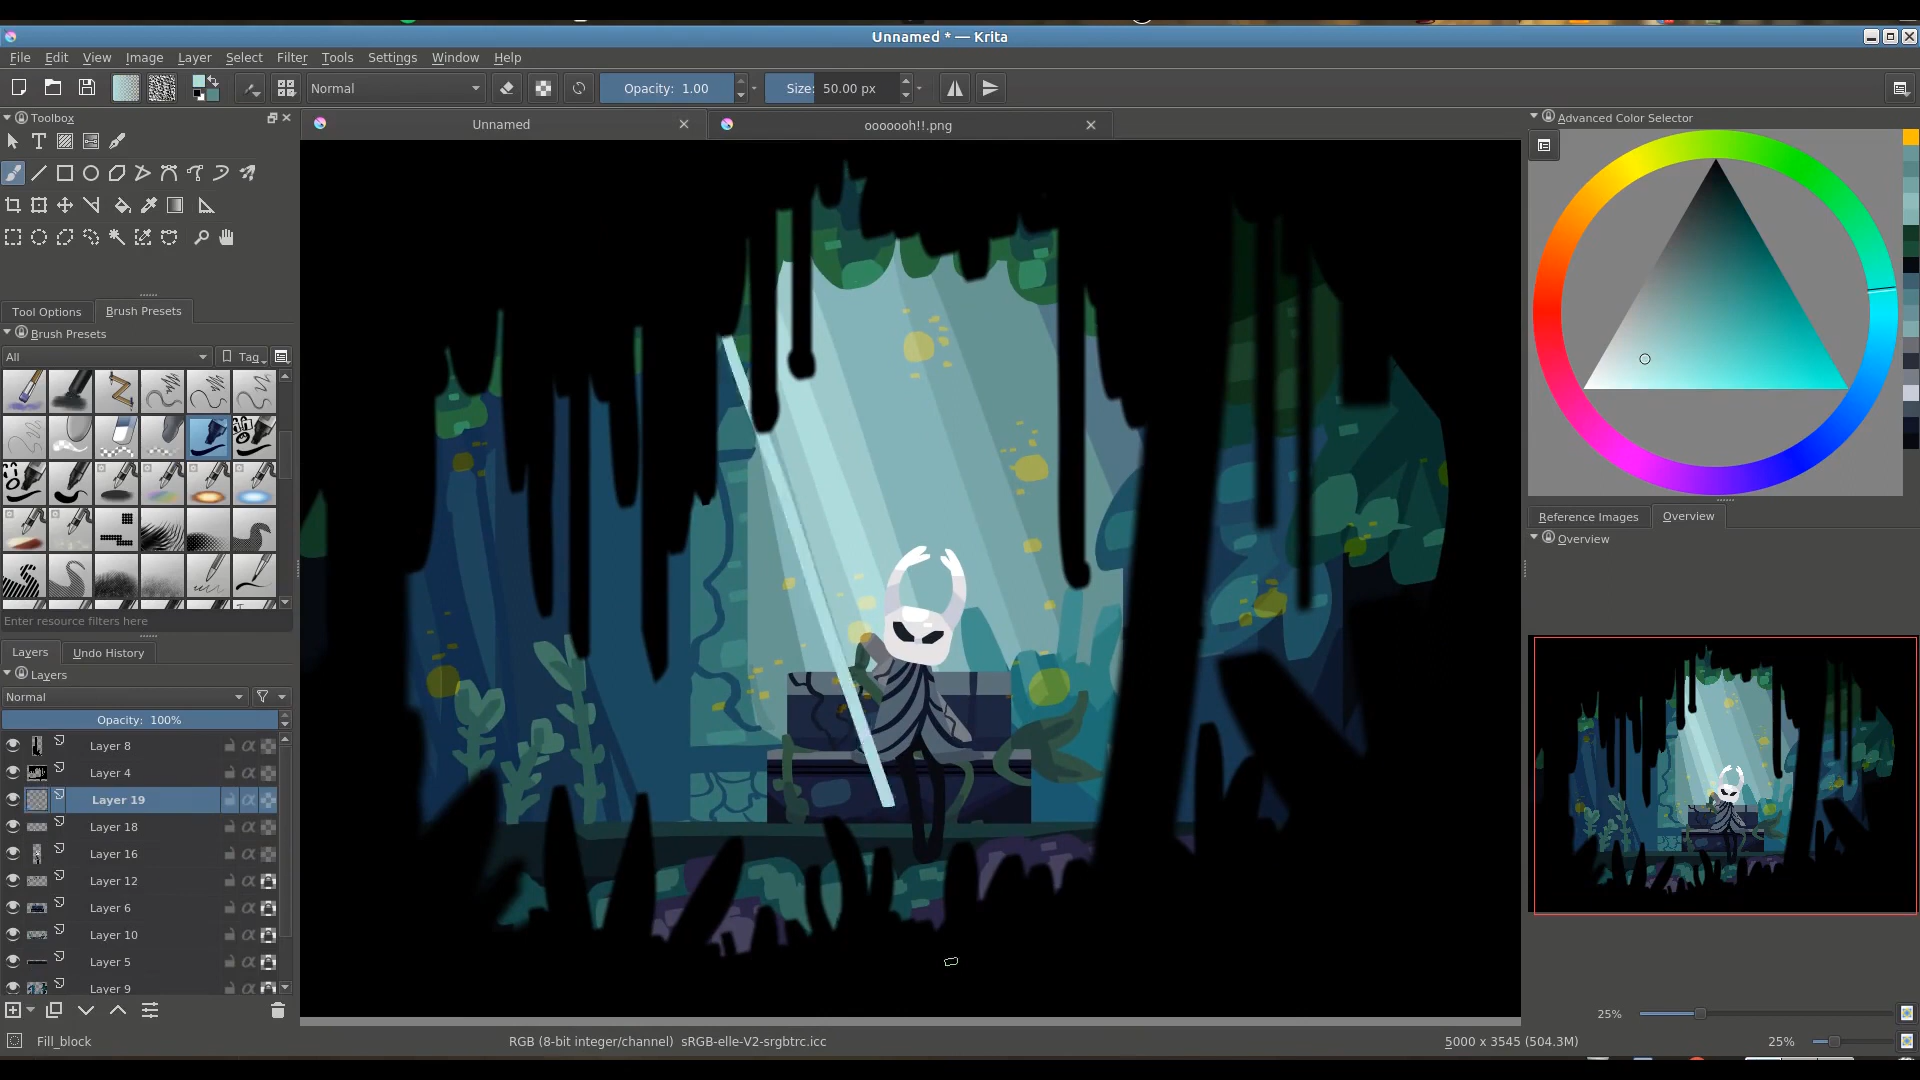 Unnamed * — Krita
File Edit View Image Layer Select Filter Tools Settings Window Help
Normal Opacity: 1.00 Size: 50.00 px
Toolbox
Unnamed
ooooooh!!.png
Advanced Color Selector
Tool Options Brush Presets
Brush Presets
All Tag
Enter resource filters here
Layers Undo History
Layers
Normal
Opacity: 100%
Layer 8
Layer 4
Layer 19
Layer 18
Layer 16
Layer 12
Layer 6
Layer 10
Layer 5
Layer 9
Reference Images Overview
Overview
25%
Fill_block
RGB (8-bit integer/channel) sRGB-elle-V2-srgbtrc.icc
5000 x 3545 (504.3M)
25%